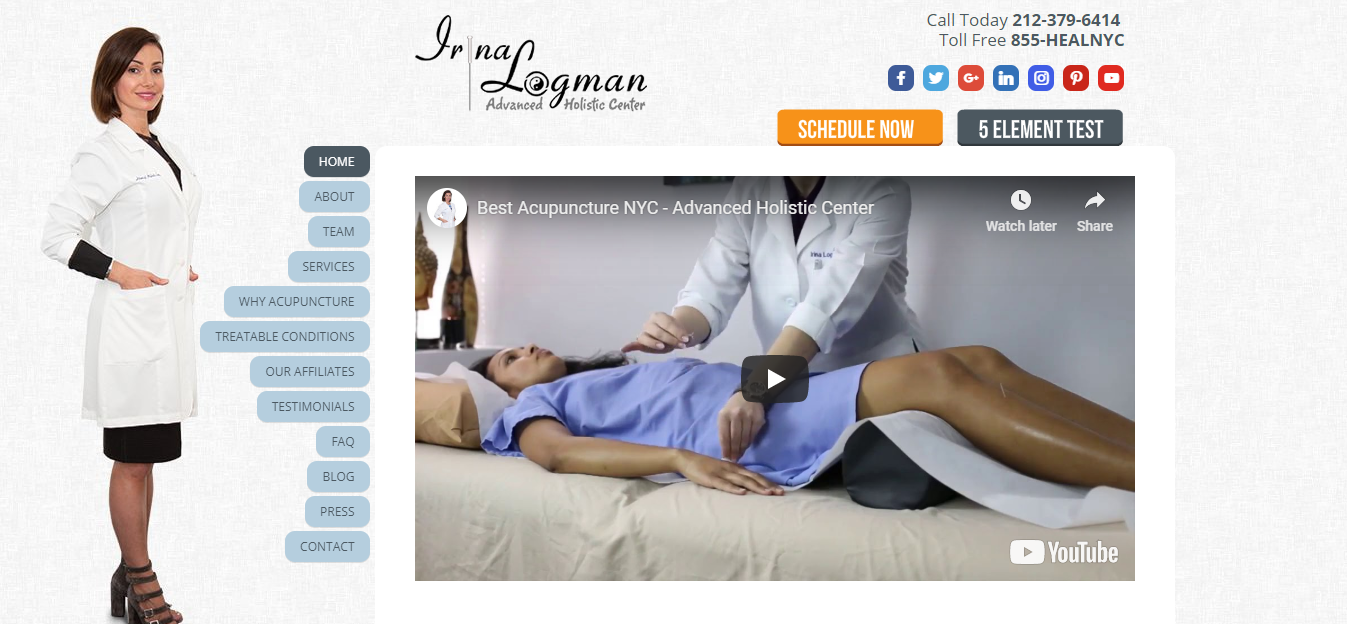 Irina
Logman
Advanced Holistic Center
Call Today 212-379-6414
Toll Free 855-HEALNYC
SCHEDULE NOW
5 ELEMENT TEST
HOME
ABOUT
TEAM
SERVICES
WHY ACUPUNCTURE
TREATABLE CONDITIONS
OUR AFFILIATES
TESTIMONIALS
FAQ
BLOG
PRESS
CONTACT
Best Acupuncture NYC - Advanced Holistic Center
Watch later
Share
Irina Log
YouTube